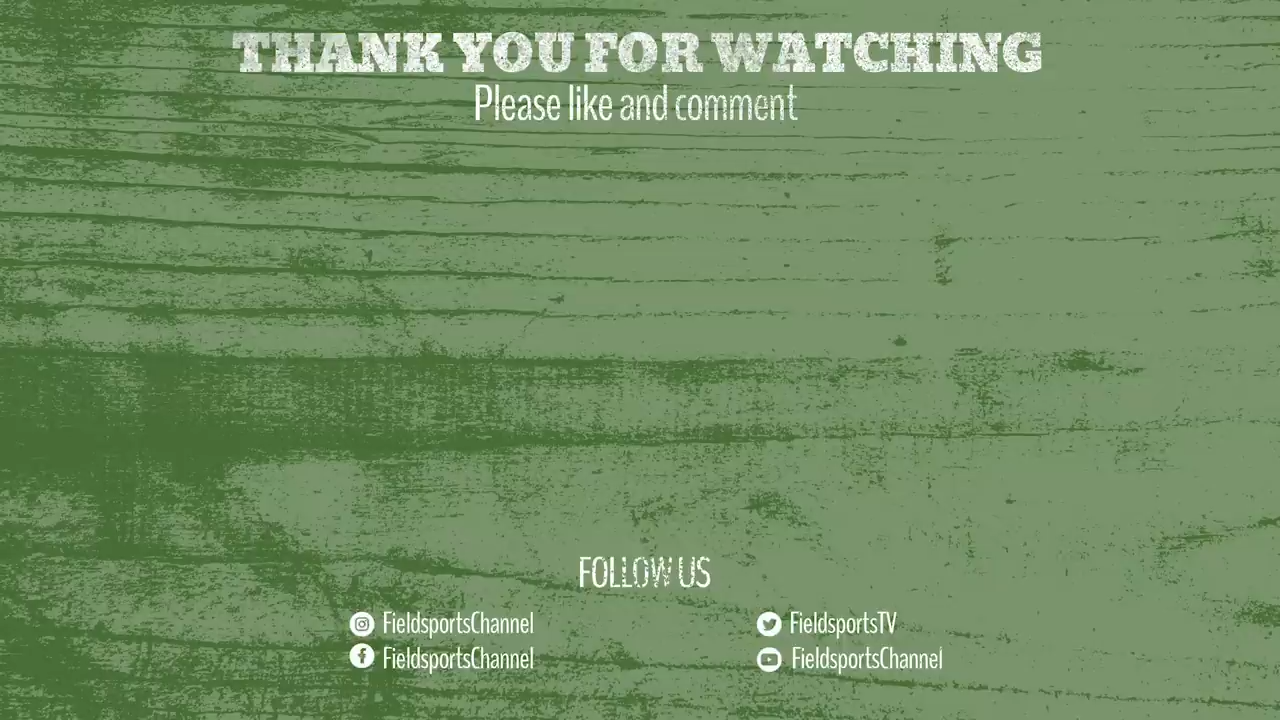 THANK YOU FOR WATCHING
Please like and comment
FOLLOW US
FieldsportsChannel
FieldsportsTV
FieldsportsChannel
FieldsportsChannel